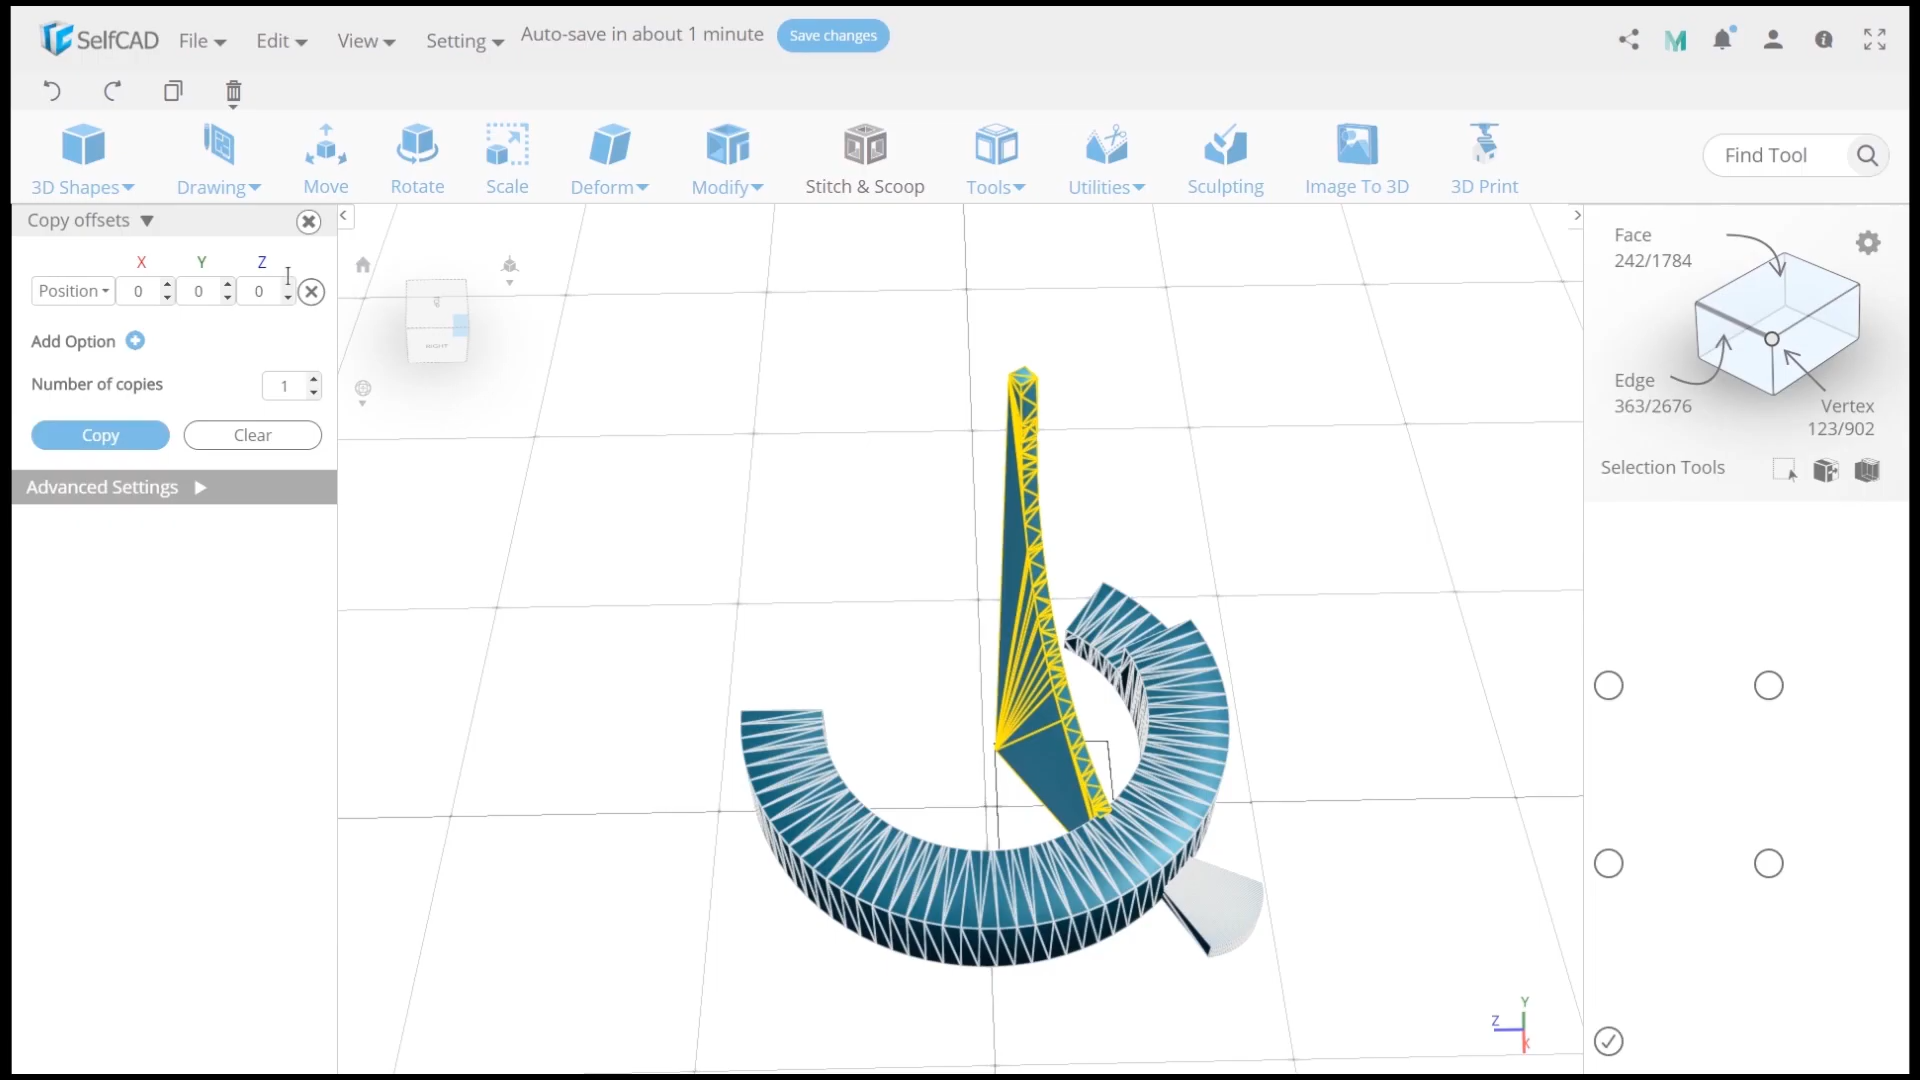 SelfCAD File Edit View Setting Auto-save in about 1 minute Save changes
3D Shapes Drawing Move Rotate Scale Deform Modify Stitch & Scoop Tools Utilities Sculpting Image To 3D 3D Print Find Tool
Copy offsets
X Y Z
Position 0 0 0
Add Option
Number of copies 1
Copy Clear
Advanced Settings
RIGHT
Face
242/1784
Edge
363/2676
Vertex
123/902
Selection Tools
Y
Z
X